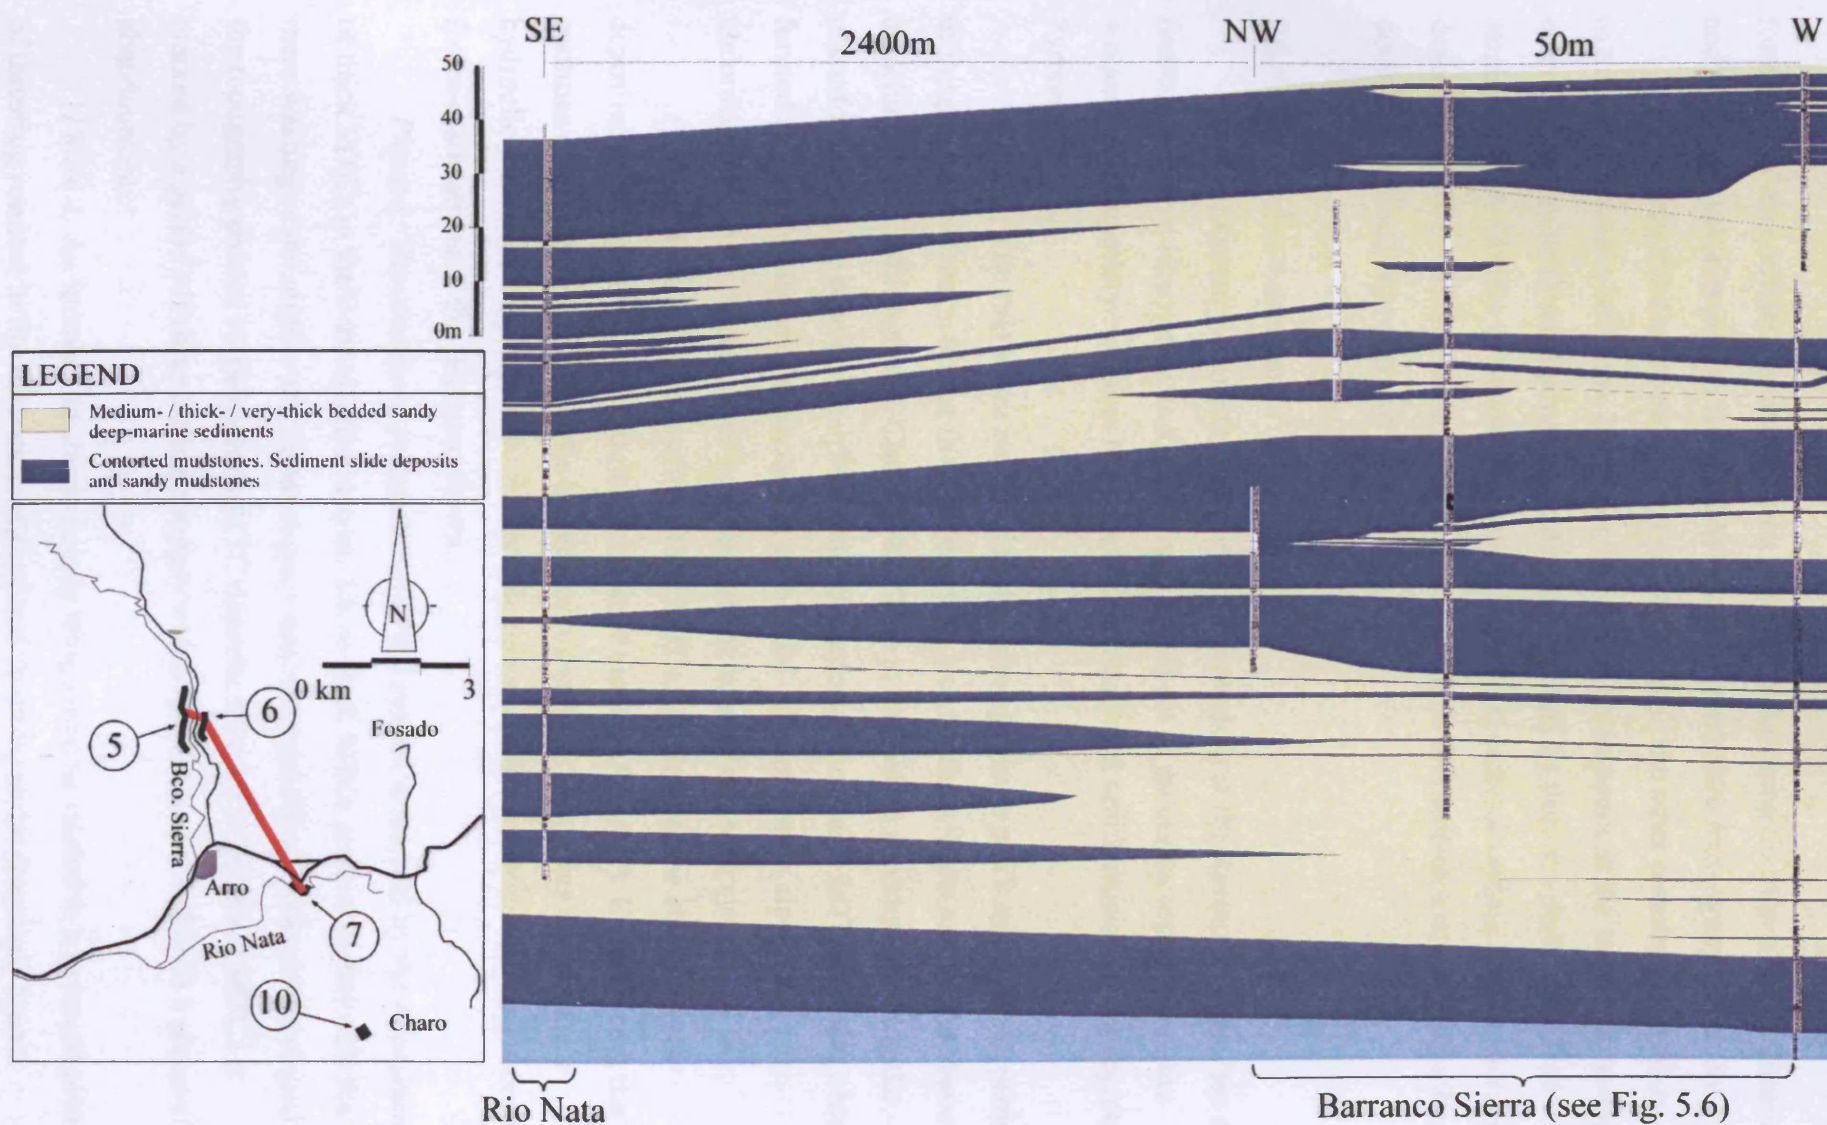 SE
2400m
NW
50m
W
50
40
30
20
10
0m
LEGEND
Medium- / thick- / very-thick bedded sandy
deep-marine sediments
Contorted mudstones. Sediment slide deposits
and sandy mudstones
N
0 km
3
6
5
Fosado
Bco. Sierra
Arro
Rio Nata
7
10
Charo
Rio Nata
Barranco Sierra (see Fig. 5.6)